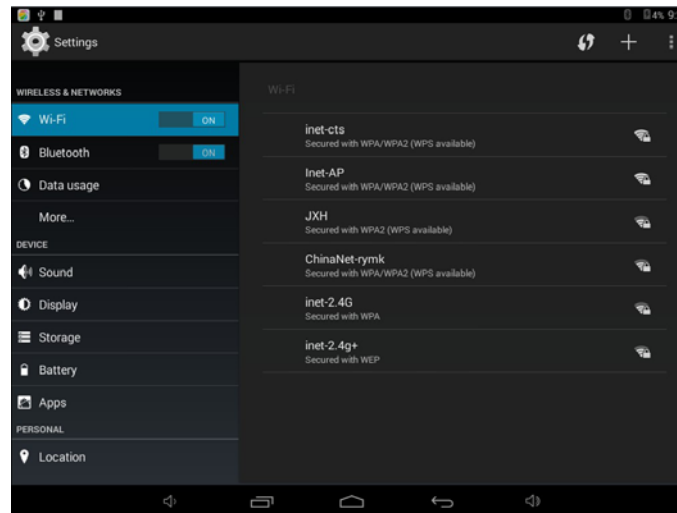 4% 9:
Settings
WIRELESS & NETWORKS
Wi-Fi ON
Bluetooth ON
Data usage
More...
DEVICE
Sound
Display
Storage
Battery
Apps
PERSONAL
Location
Wi-Fi
inet-cts
Secured with WPA/WPA2 (WPS available)
Inet-AP
Secured with WPA/WPA2 (WPS available)
JXH
Secured with WPA2 (WPS available)
ChinaNet-rymk
Secured with WPA/WPA2 (WPS available)
inet-2.4G
Secured with WPA
inet-2.4g+
Secured with WEP